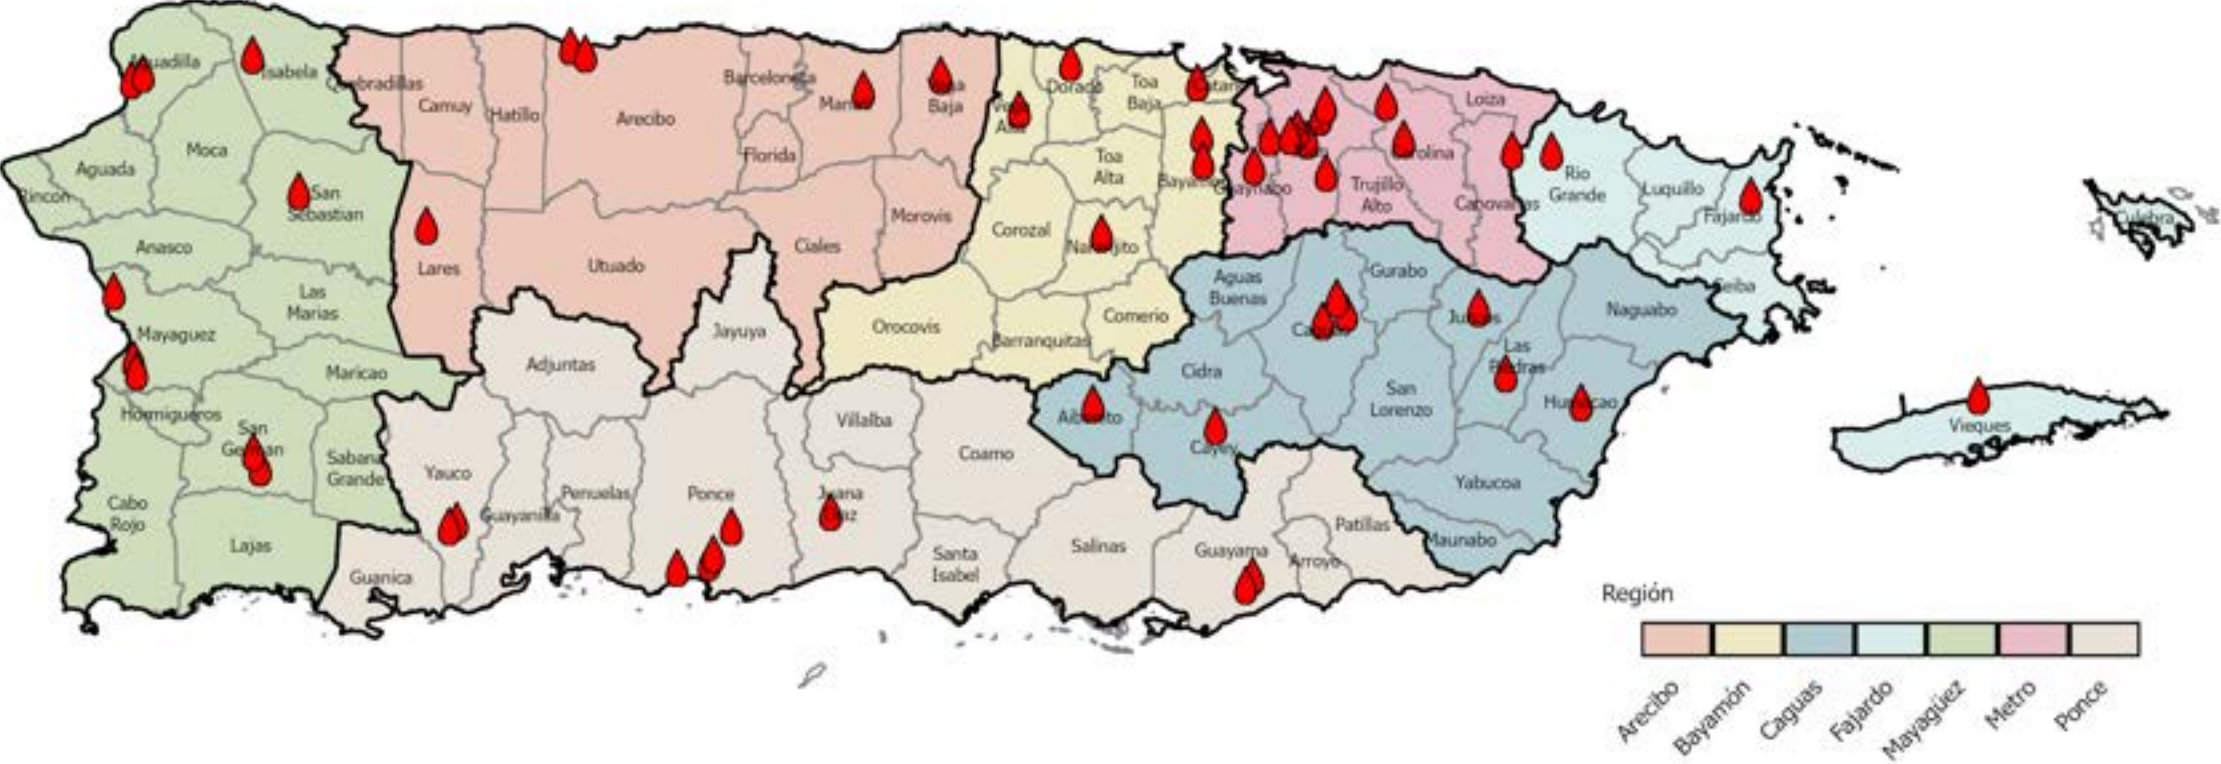 Aguadilla
Isabela
Quebradillas
Camuy
Hatillo
Arecibo
Barceloneta
Florida
Baja
Dorado
Toa
Baja
Loiza
Moca
Aguada
Rincon
San
Sebastian
Anasco
Lares
Utuado
Ciales
Morovis
Toa
Alta
Corozal
Trujillo
Alto
Canovanas
Rio
Grande
Luquillo
Fajardo
Culebra
Ceiba
Las
Marias
Mayaguez
Maricao
Hormigueros
San
Sabana
Grande
Cabo
Rojo
Lajas
Adjuntas
Jayuya
Orocovis
Barranquitas
Comerio
Aguas
Buenas
Gurabo
Naguabo
Las
Piedras
Cidra
San
Lorenzo
Cayey
Yabucoa
Maunabo
Vieques
Villalba
Coamo
Yauco
Guayanilla
Penuelas
Ponce
Juana
Santa
Isabel
Salinas
Guayama
Arroyo
Patillas
Guanica
Región
Arecibo
Bayamón
Caguas
Fajardo
Mayagüez
Metro
Ponce